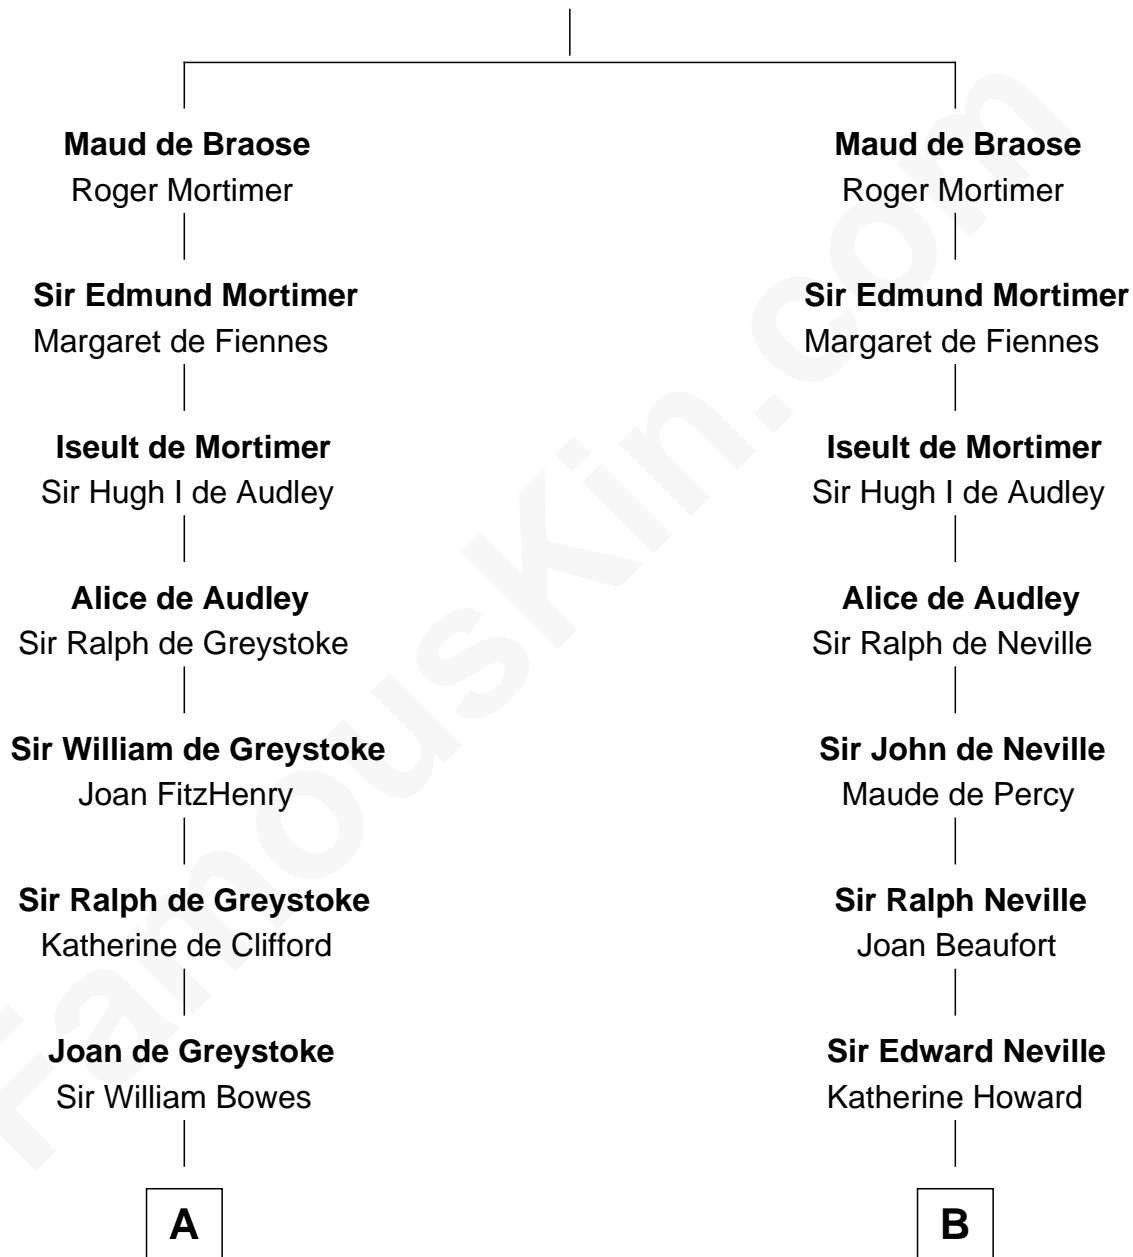 Maud de Braose
Roger Mortimer
Sir Edmund Mortimer
Margaret de Fiennes
Iseult de Mortimer
Sir Hugh I de Audley
Alice de Audley
Sir Ralph de Greystoke
Sir William de Greystoke
Joan FitzHenry
Sir Ralph de Greystoke
Katherine de Clifford
Joan de Greystoke
Sir William Bowes
A
Maud de Braose
Roger Mortimer
Sir Edmund Mortimer
Margaret de Fiennes
Iseult de Mortimer
Sir Hugh I de Audley
Alice de Audley
Sir Ralph de Neville
Sir John de Neville
Maude de Percy
Sir Ralph Neville
Joan Beaufort
Sir Edward Neville
Katherine Howard
B
FamousKin.com